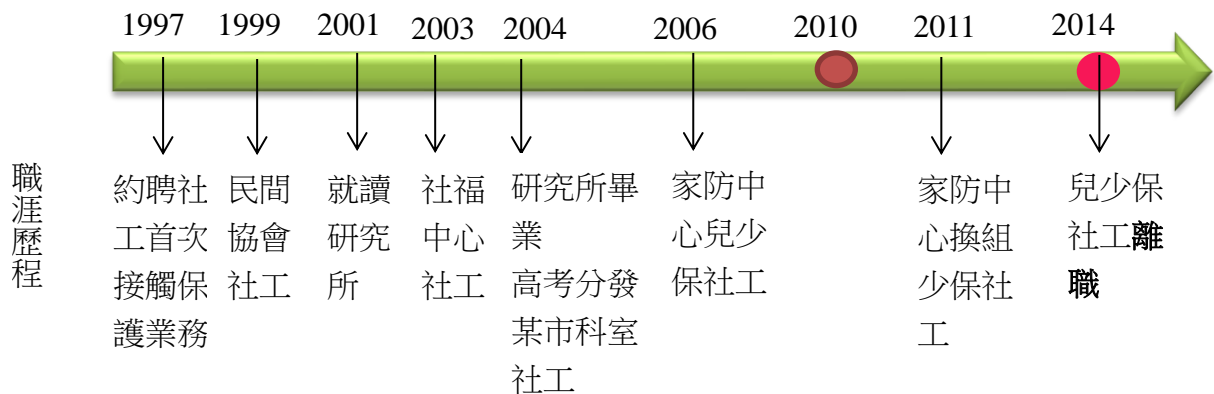 1997
1999
2001
2003
2004
2006
2010
2011
2014
職涯歷程
約聘社
工首次
接觸保
護業務
民間
協會
社工
就讀
研究
所
社福
中心
社工
研究所畢
業
高考分發
某市科室
社工
家防中
心兒少
保社工
家防中
心換組
少保社
工
兒少保
社工離
職